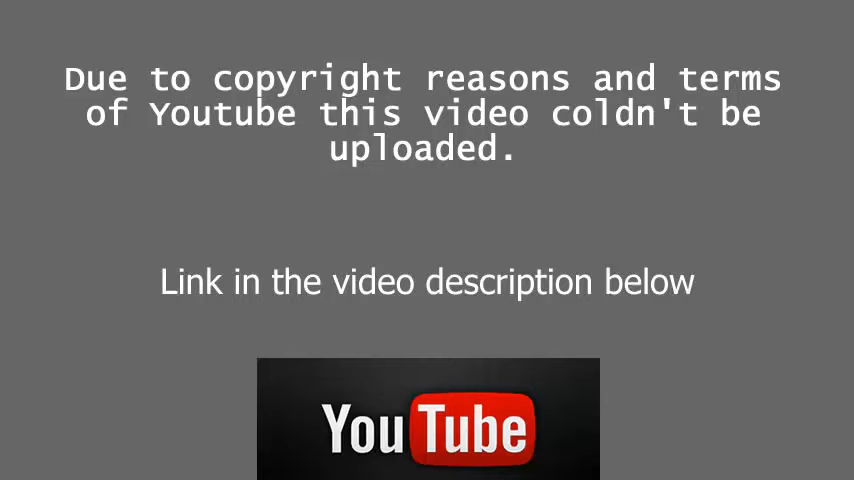 Due to copyright reasons and terms
of Youtube this video coldn't be
uploaded.
Link in the video description below
YouTube